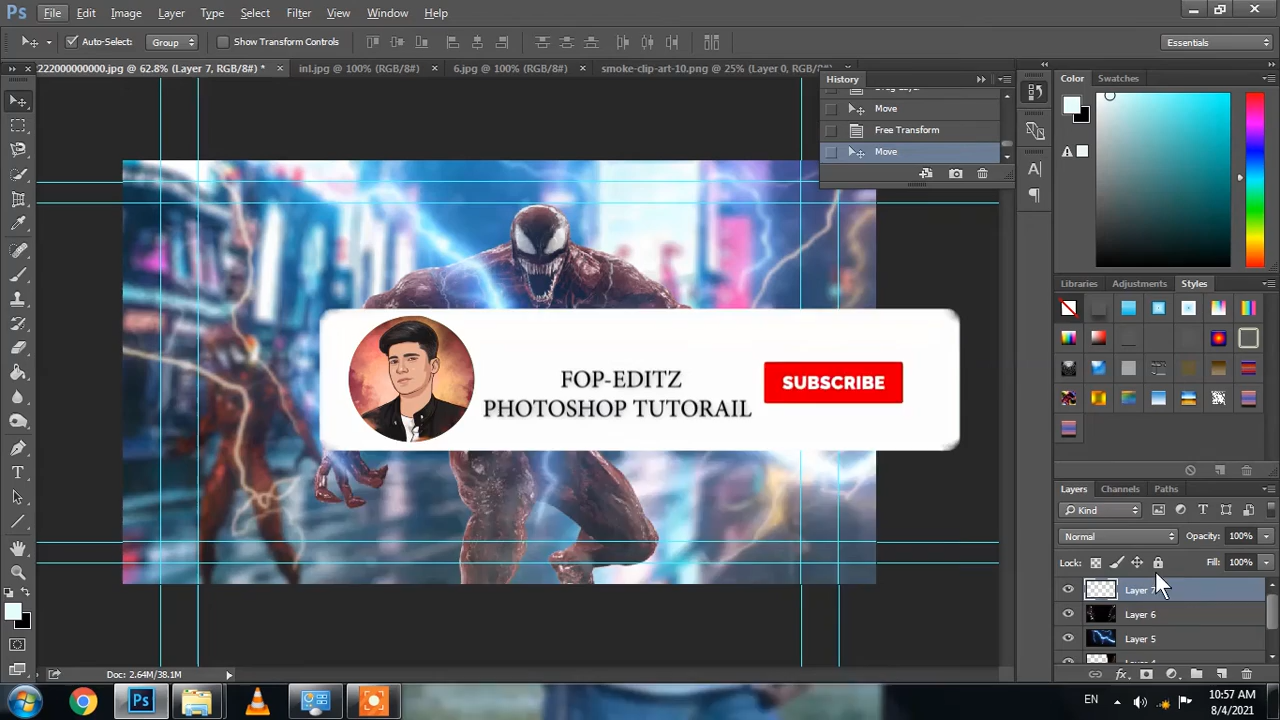 Ps File Edit Image Layer Type Select Filter View Window Help
Auto-Select: Group Show Transform Controls Essentials
222000000000.jpg @ 62.8% (Layer 7, RGB/8#) * × inl.jpg @ 100% (RGB/8#) × 6.jpg @ 100% (RGB/8#) × smoke-clip-art-10.png @ 25% (Layer 0, RGB/8#)
History
Move
Free Transform
Move
Color Swatches
Libraries Adjustments Styles
FOP-EDITZ
PHOTOSHOP TUTORAIL
SUBSCRIBE
Layers Channels Paths
Kind
Normal Opacity: 100%
Lock: Fill: 100%
Layer 7
Layer 6
Layer 5
Doc: 2.64M/38.1M
Ps EN 10:57 AM
8/4/2021